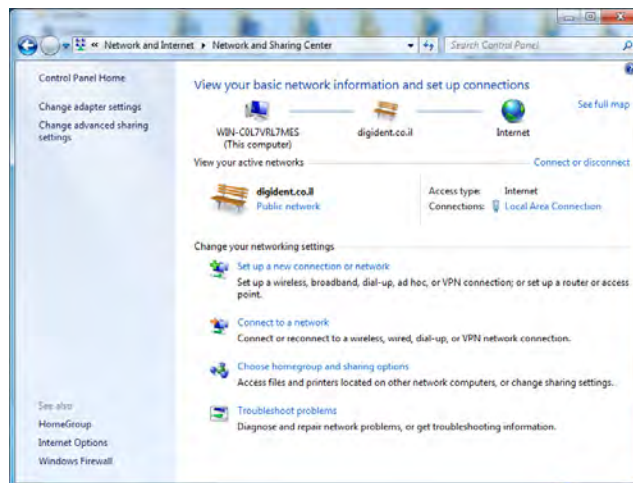 « Network and Internet ▸ Network and Sharing Center
Search Control Panel
Control Panel Home
Change adapter settings
Change advanced sharing
settings
See also
HomeGroup
Internet Options
Windows Firewall
View your basic network information and set up connections
See full map
WIN-C0L7VRL7MES
(This computer)
digident.co.il
Internet
View your active networks
Connect or disconnect
digident.co.il
Public network
Access type: Internet
Connections: Local Area Connection
Change your networking settings
Set up a new connection or network
Set up a wireless, broadband, dial-up, ad hoc, or VPN connection; or set up a router or access
point.
Connect to a network
Connect or reconnect to a wireless, wired, dial-up, or VPN network connection.
Choose homegroup and sharing options
Access files and printers located on other network computers, or change sharing settings.
Troubleshoot problems
Diagnose and repair network problems, or get troubleshooting information.